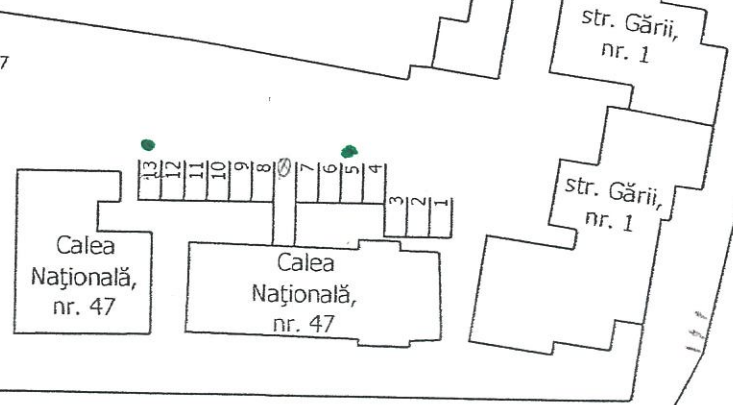 str. Gării,
nr. 1
7
13 12 11 10 9 8 7 6 5 4
3 2 1
str. Gării,
nr. 1
Calea
Naţională,
nr. 47
Calea
Naţională,
nr. 47